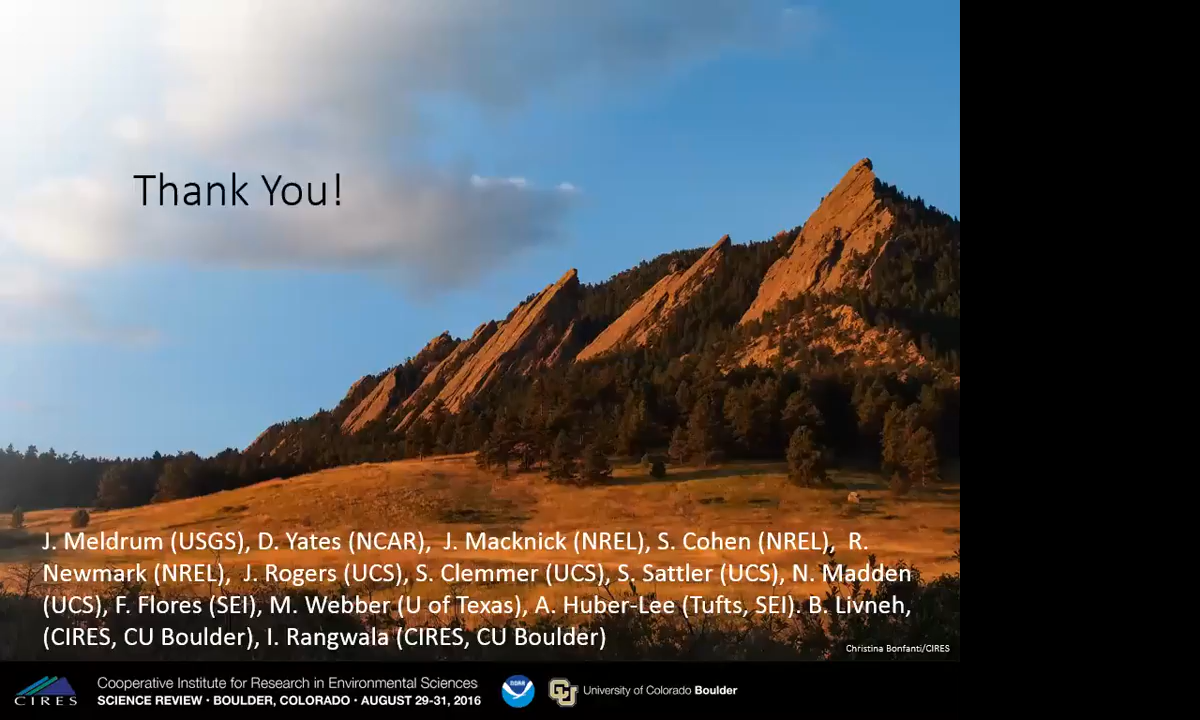 Thank You!
J. Meldrum (USGS), D. Yates (NCAR), J. Macknick (NREL), S. Cohen (NREL), R.
Newmark (NREL), J. Rogers (UCS), S. Clemmer (UCS), S. Sattler (UCS), N. Madden
(UCS), F. Flores (SEI), M. Webber (U of Texas), A. Huber-Lee (Tufts, SEI). B. Livneh,
(CIRES, CU Boulder), I. Rangwala (CIRES, CU Boulder)
Christina Bonfanti/CIRES
CIRES
Cooperative Institute for Research in Environmental Sciences
SCIENCE REVIEW • BOULDER, COLORADO • AUGUST 29-31, 2016
NOAA
CU
University of Colorado Boulder